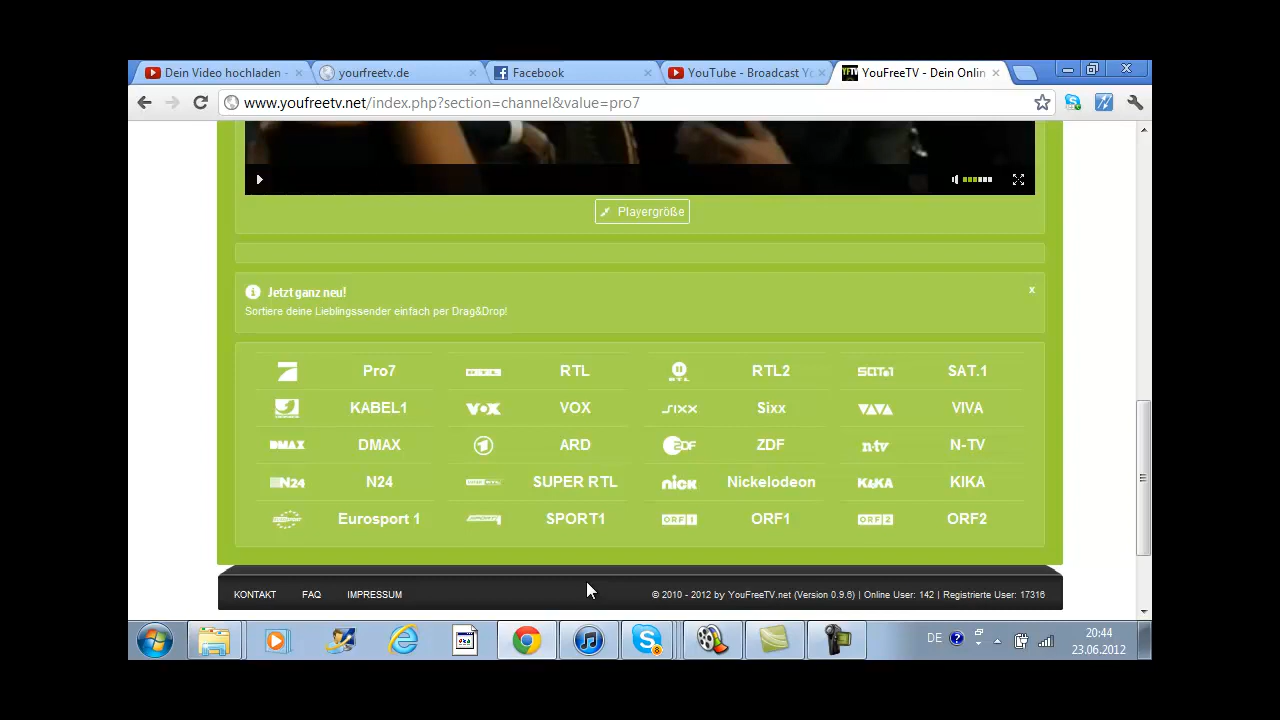 Dein Video hochladen -
yourfreetv.de
Facebook
YouTube - Broadcast Yo
YouFreeTV - Dein Onlin
www.youfreetv.net/index.php?section=channel&value=pro7
Playergröße
Jetzt ganz neu!
x
Sortiere deine Lieblingssender einfach per Drag&Drop!
Pro7
RTL
RTL2
SAT.1
KABEL1
VOX
Sixx
VIVA
DMAX
ARD
ZDF
N-TV
N24
SUPER RTL
Nickelodeon
KIKA
Eurosport 1
SPORT1
ORF1
ORF2
KONTAKT FAQ IMPRESSUM
© 2010 - 2012 by YouFreeTV.net (Version 0.9.6) | Online User: 142 | Registrierte User: 17316
DE
20:44
23.06.2012